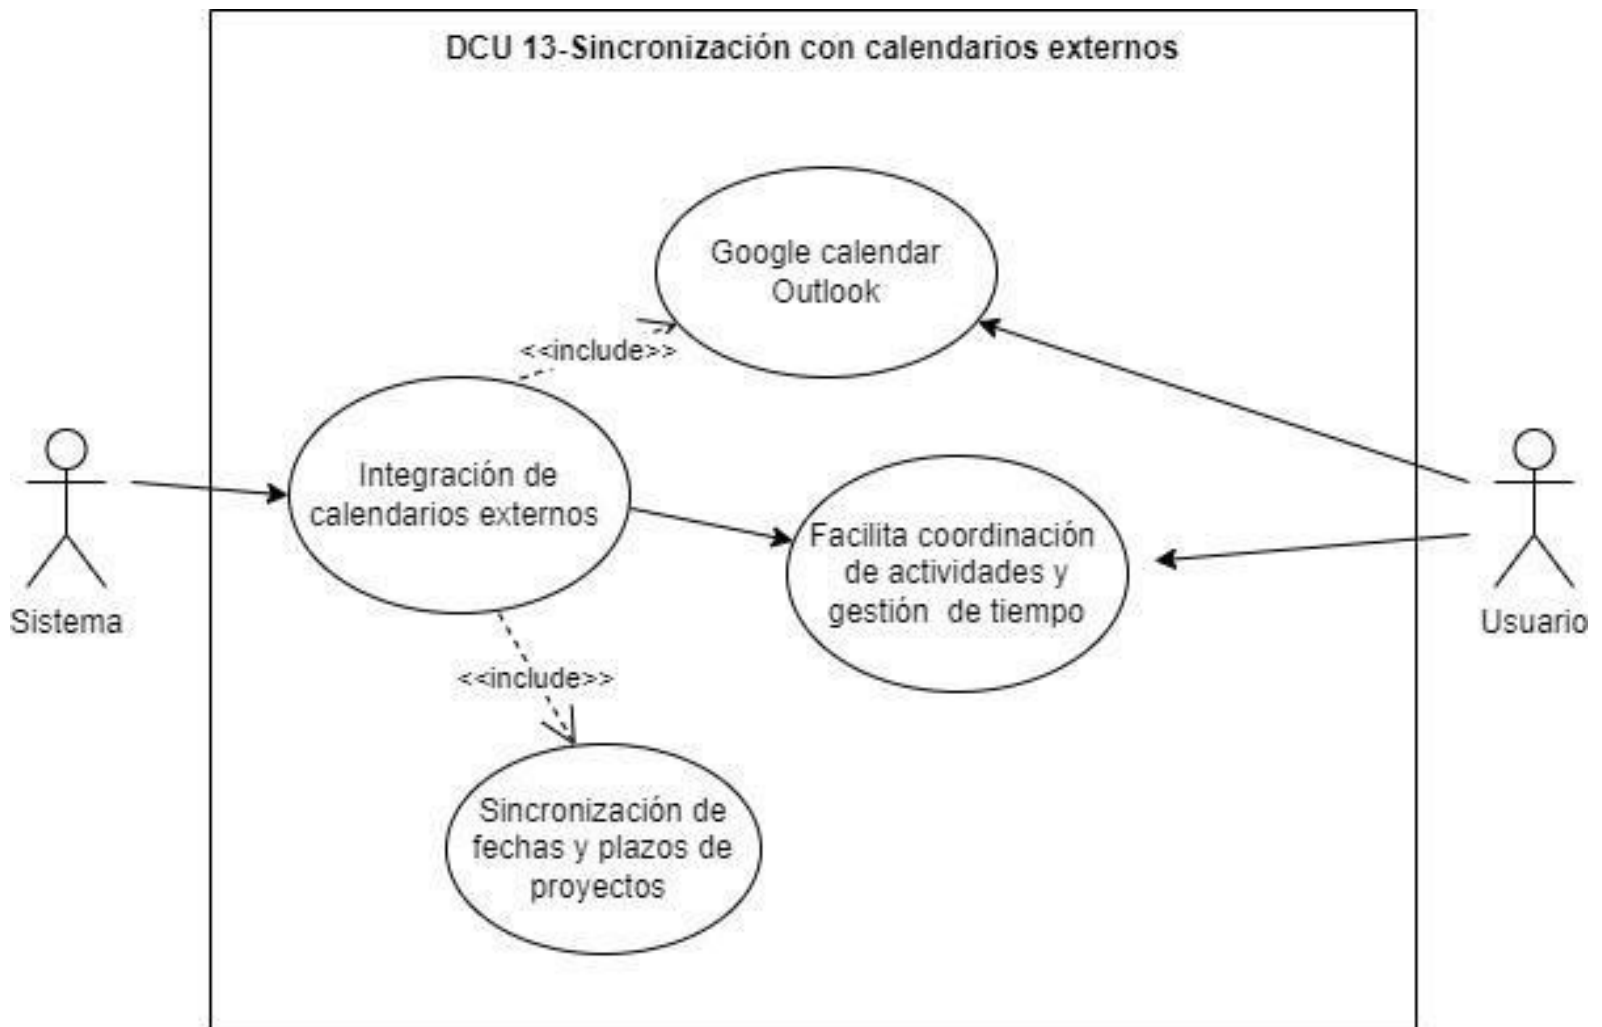 DCU 13-Sincronización con calendarios externos
Google calendar
Outlook
<<include>>
Integración de
calendarios externos
Facilita coordinación
de actividades y
gestión de tiempo
Sistema
Usuario
<<include>>
Sincronización de
fechas y plazos de
proyectos